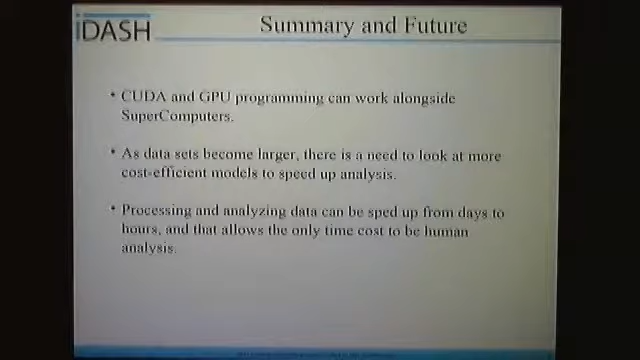 iDASH
Summary and Future
• CUDA and GPU programming can work alongside
SuperComputers.
• As data sets become larger, there is a need to look at more
cost-efficient models to speed up analysis.
• Processing and analyzing data can be sped up from days to
hours, and that allows the only time cost to be human
analysis.